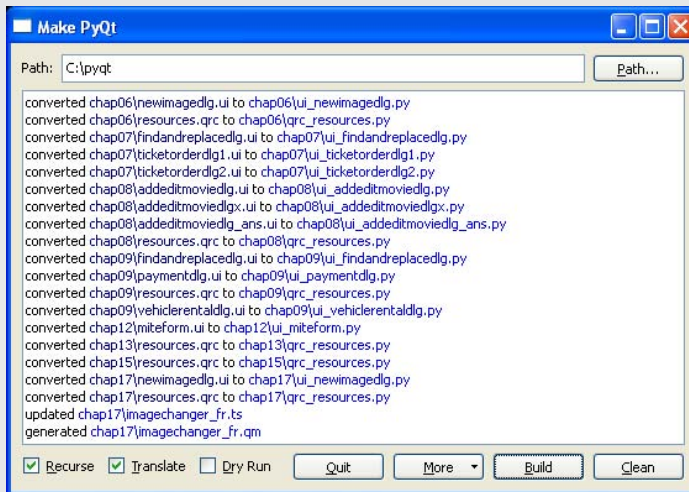 Make PyQt
Path: C:\pyqt Path...
converted chap06\newimagedlg.ui to chap06\ui_newimagedlg.py
converted chap06\resources.qrc to chap06\qrc_resources.py
converted chap07\findandreplacedlg.ui to chap07\ui_findandreplacedlg.py
converted chap07\ticketorderdlg1.ui to chap07\ui_ticketorderdlg1.py
converted chap07\ticketorderdlg2.ui to chap07\ui_ticketorderdlg2.py
converted chap08\addeditmoviedlg.ui to chap08\ui_addeditmoviedlg.py
converted chap08\addeditmoviedlgx.ui to chap08\ui_addeditmoviedlgx.py
converted chap08\addeditmoviedlg_ans.ui to chap08\ui_addeditmoviedlg_ans.py
converted chap08\resources.qrc to chap08\qrc_resources.py
converted chap09\findandreplacedlg.ui to chap09\ui_findandreplacedlg.py
converted chap09\paymentdlg.ui to chap09\ui_paymentdlg.py
converted chap09\resources.qrc to chap09\qrc_resources.py
converted chap09\vehiclerentaldlg.ui to chap09\ui_vehiclerentaldlg.py
converted chap12\miteform.ui to chap12\ui_miteform.py
converted chap13\resources.qrc to chap13\qrc_resources.py
converted chap15\resources.qrc to chap15\qrc_resources.py
converted chap17\newimagedlg.ui to chap17\ui_newimagedlg.py
converted chap17\resources.qrc to chap17\qrc_resources.py
updated chap17\imagechanger_fr.ts
generated chap17\imagechanger_fr.qm
Recurse Translate Dry Run Quit More Build Clean